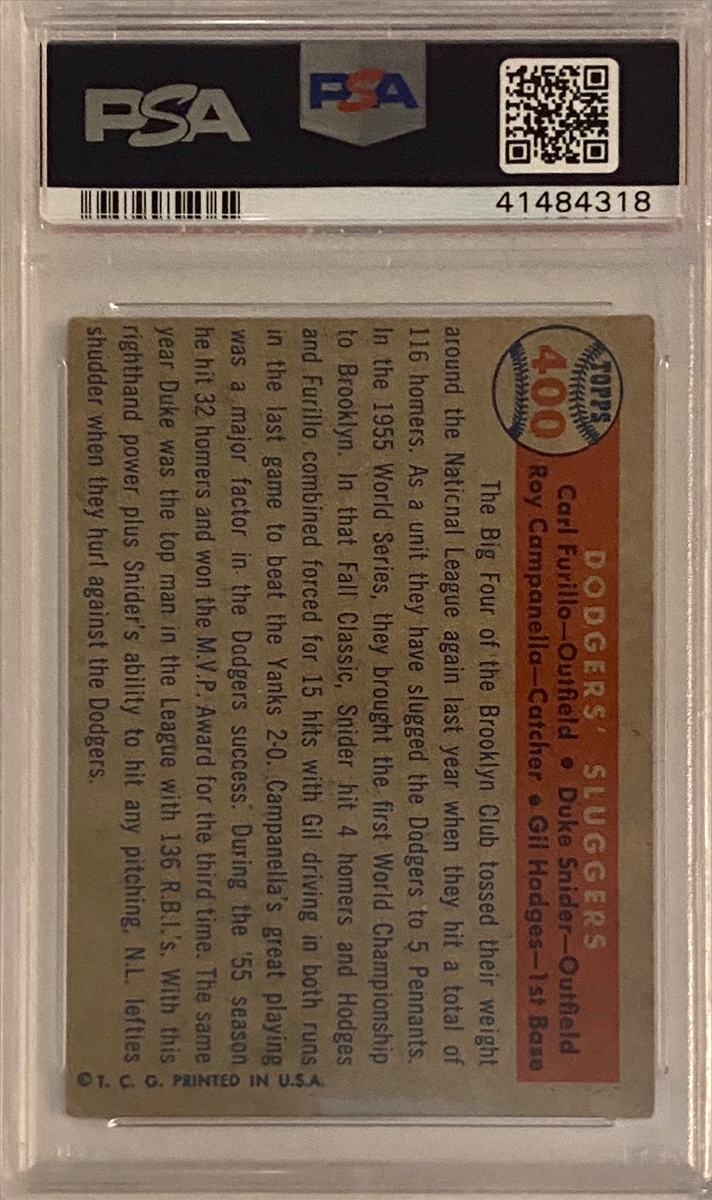 PSA
PSA
41484318
TOPPS
400
DODGERS' SLUGGERS
Carl Furillo—Outfield • Duke Snider—Outfield
Roy Campanella—Catcher • Gil Hodges—1st Base
The Big Four of the Brooklyn Club tossed their weight
around the National League again last year when they hit a total of
116 homers. As a unit they have slugged the Dodgers to 5 Pennants.
In the 1955 World Series, they brought the first World Championship
to Brooklyn. In that Fall Classic, Snider hit 4 homers and Hodges
and Furillo combined forced for 15 hits with Gil driving in both runs
in the last game to beat the Yanks 2-0. Campanella's great playing
was a major factor in the Dodgers success. During the '55 season
he hit 32 homers and won the M.V.P. Award for the third time. The same
year Duke was the top man in the League with 136 R.B.I.'s. With this
righthand power plus Snider's ability to hit any pitching, N.L. lefties
shudder when they hurl against the Dodgers.
© T. C. G. PRINTED IN U.S.A.